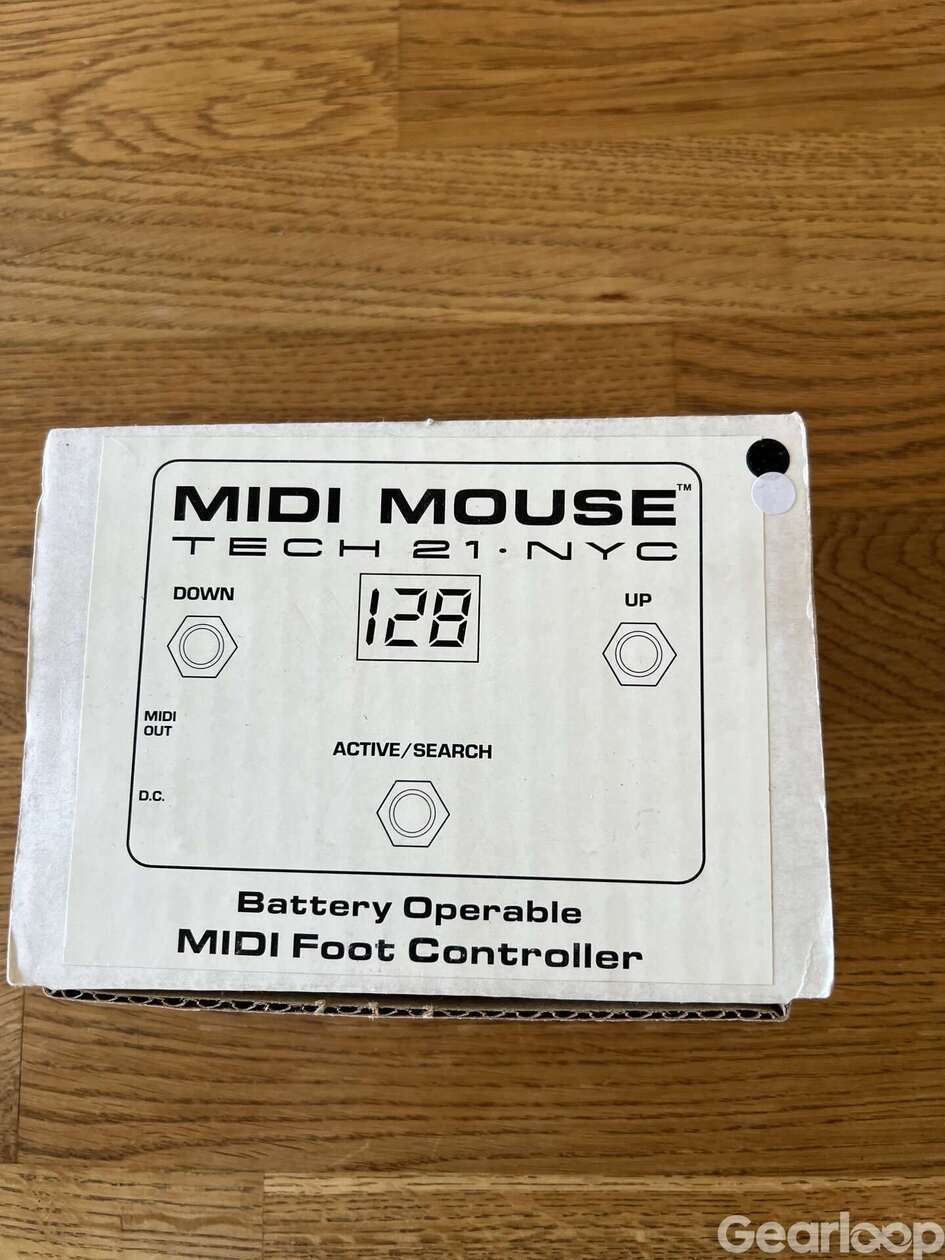 MIDI MOUSE™
TECH 21·NYC
DOWN
128
UP
MIDI
OUT
ACTIVE/SEARCH
D.C.
Battery Operable
MIDI Foot Controller
Gearloop